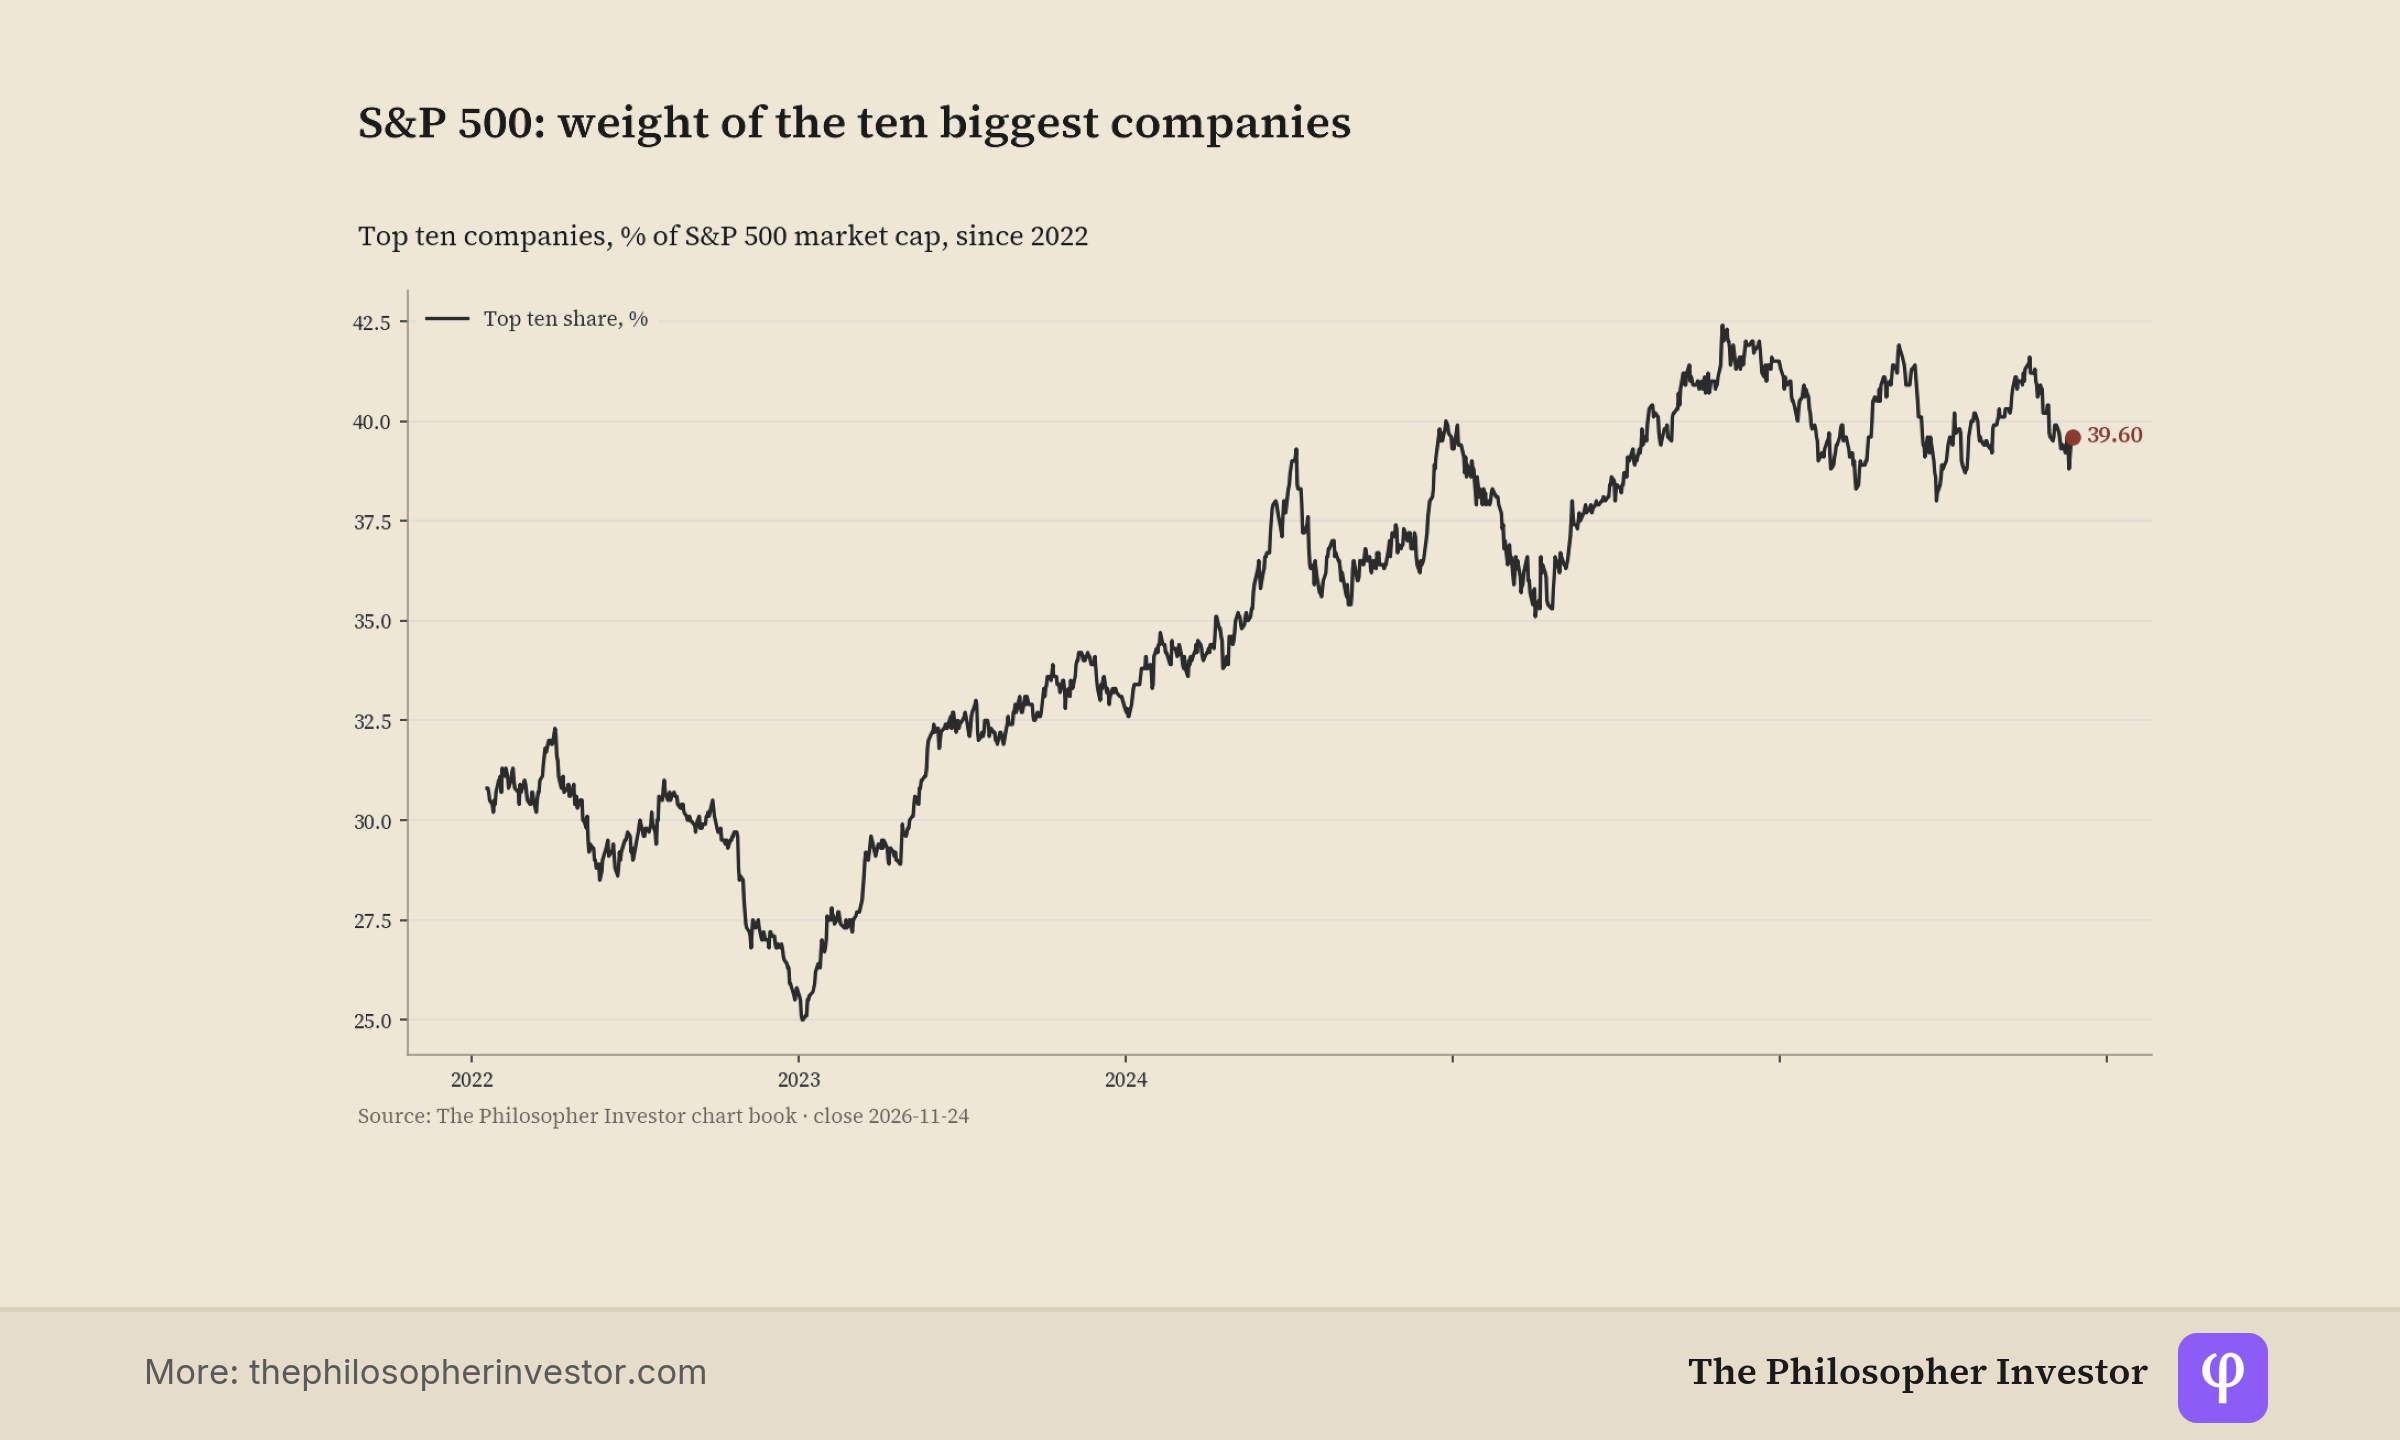 S&P 500: weight of the ten biggest companies
Top ten companies, % of S&P 500 market cap, since 2022
42.5
Top ten share, %
40.0
39.60
37.5
35.0
32.5
30.0
27.5
25.0
2022 2023 2024
Source: The Philosopher Investor chart book · close 2026-11-24
More: thephilosopherinvestor.com
The Philosopher Investor φ